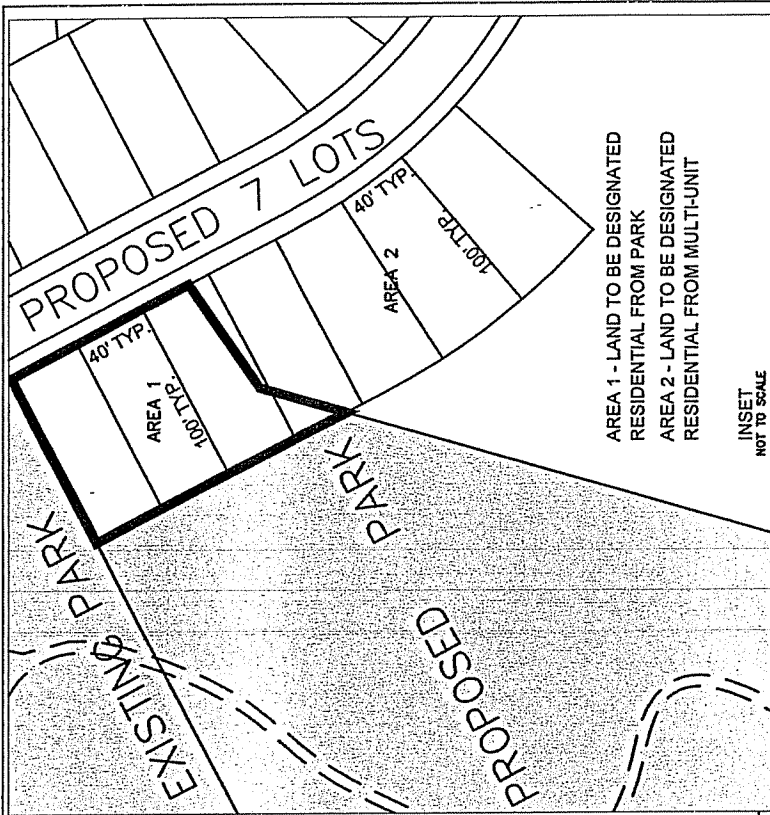 PROPOSED 7 LOTS
40' TYP.
AREA 1
100' TYP.
40' TYP.
AREA 2
100' TYP.
EXISTING PARK
PROPOSED PARK
AREA 1 - LAND TO BE DESIGNATED
RESIDENTIAL FROM PARK
AREA 2 - LAND TO BE DESIGNATED
RESIDENTIAL FROM MULTI-UNIT
INSET
NOT TO SCALE